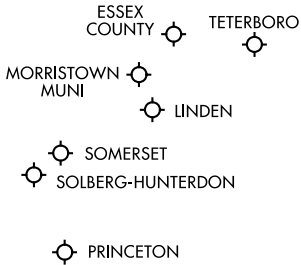 ESSEX
COUNTY
TETERBORO
MORRISTOWN
MUNI
LINDEN
SOMERSET
SOLBERG-HUNTERDON
PRINCETON